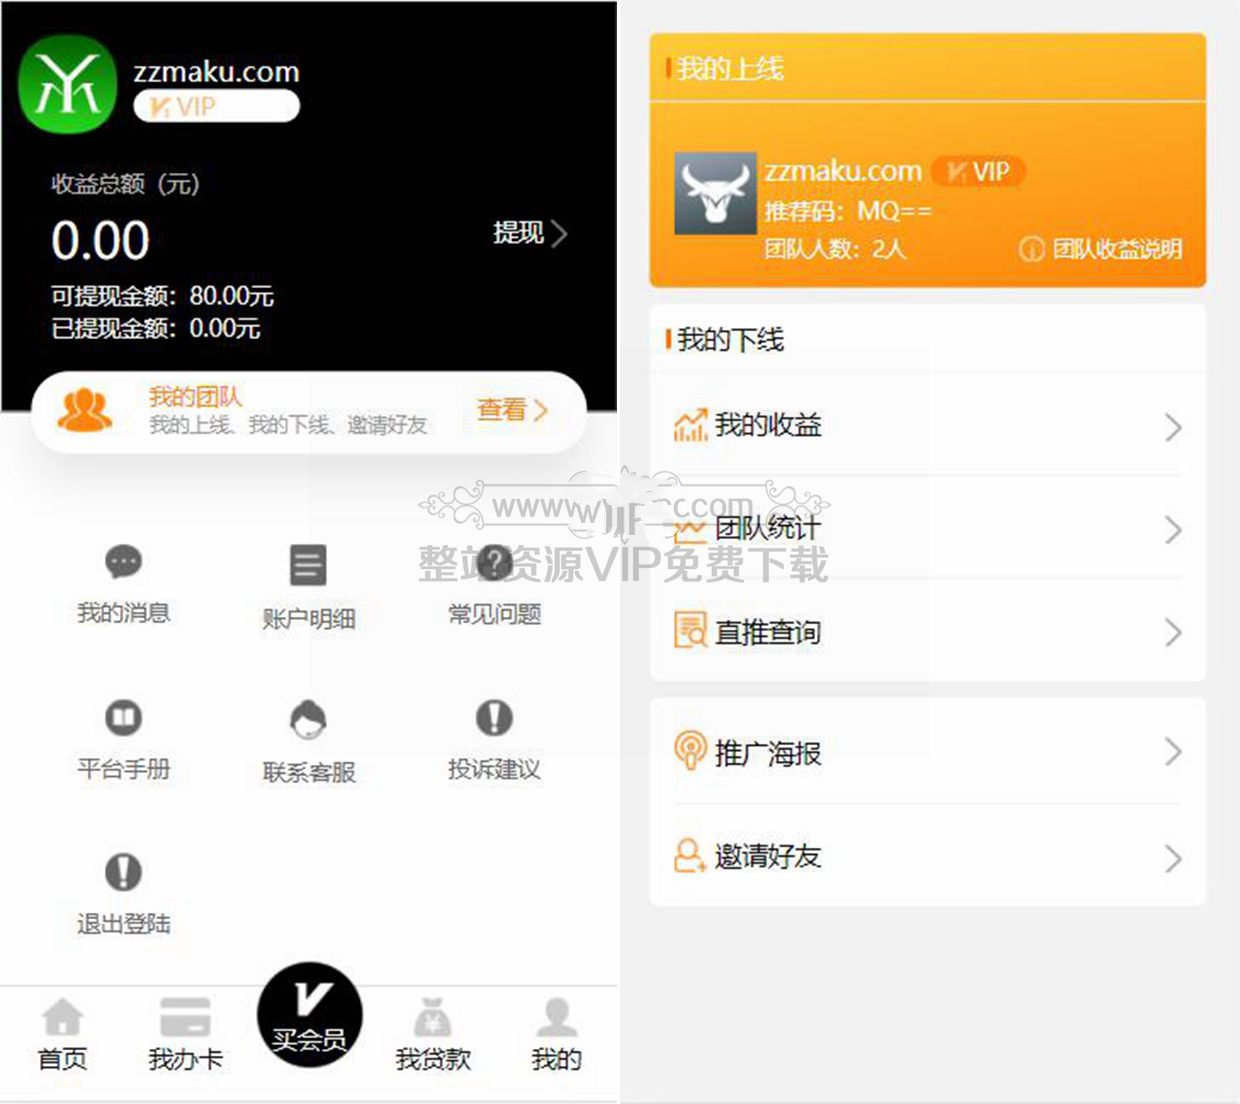 zzmaku.com
VIP
收益总额（元）
0.00
提现
可提现金额：80.00元
已提现金额：0.00元
我的团队
我的上线、我的下线、邀请好友
查看
我的消息
账户明细
常见问题
平台手册
联系客服
投诉建议
退出登陆
首页
我办卡
买会员
我贷款
我的
我的上线
zzmaku.com
VIP
推荐码：MQ==
团队人数：2人
团队收益说明
我的下线
我的收益
团队统计
直推查询
推广海报
邀请好友
整站资源VIP免费下载